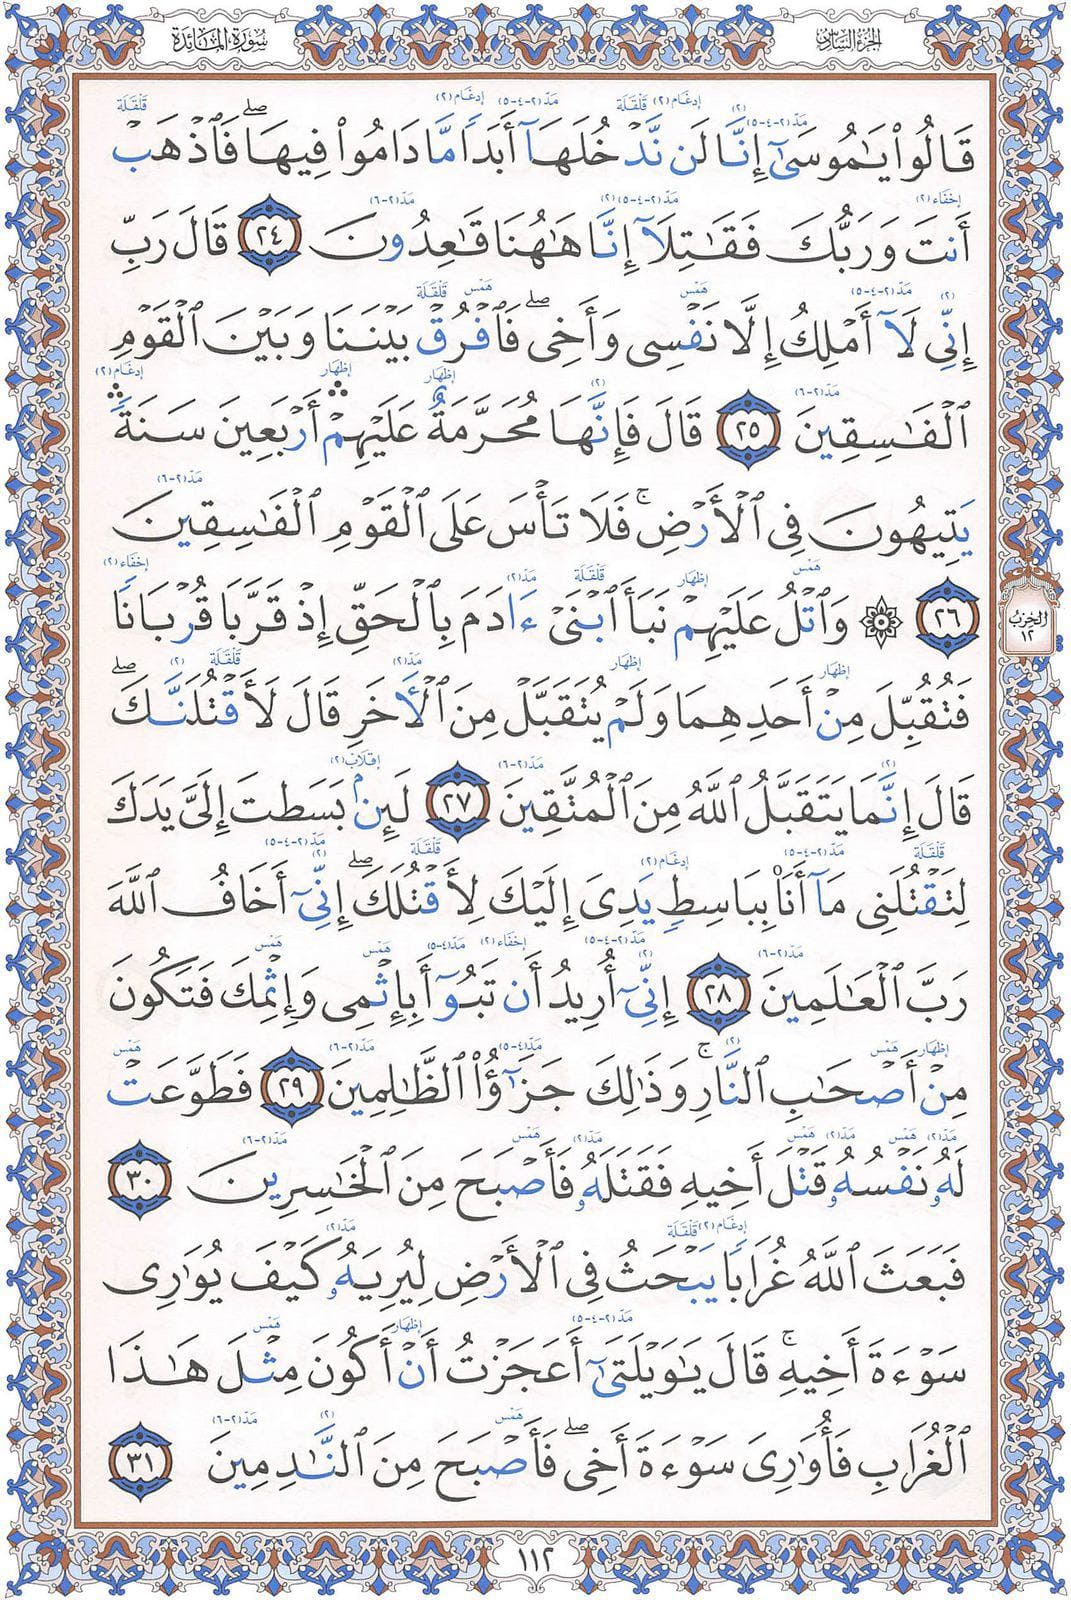 سورة المائدة
الجزء السادس
قَالُوا۟ يَـٰمُوسَىٰٓ إِنَّا لَن نَّدۡخُلَهَآ أَبَدٗا مَّا دَامُوا۟ فِيهَا ۖ فَٱذۡهَبۡ
أَنتَ وَرَبُّكَ فَقَـٰتِلَآ إِنَّا هَـٰهُنَا قَـٰعِدُونَ ٢٤ قَالَ رَبِّ
إِنِّى لَآ أَمۡلِكُ إِلَّا نَفۡسِى وَأَخِى ۖ فَٱفۡرُقۡ بَيۡنَنَا وَبَيۡنَ ٱلۡقَوۡمِ
ٱلۡفَـٰسِقِينَ ٢٥ قَالَ فَإِنَّهَا مُحَرَّمَةٌ عَلَيۡهِمۡ ۛ أَرۡبَعِينَ سَنَةٗ ۛ
يَتِيهُونَ فِى ٱلۡأَرۡضِ ۚ فَلَا تَأۡسَ عَلَى ٱلۡقَوۡمِ ٱلۡفَـٰسِقِينَ
٢٦ ۞ وَٱتۡلُ عَلَيۡهِمۡ نَبَأَ ٱبۡنَىۡ ءَادَمَ بِٱلۡحَقِّ إِذۡ قَرَّبَا قُرۡبَانٗا
الحزب ١٢
فَتُقُبِّلَ مِنۡ أَحَدِهِمَا وَلَمۡ يُتَقَبَّلۡ مِنَ ٱلۡأَخَرِ قَالَ لَأَقۡتُلَنَّكَ ۖ
قَالَ إِنَّمَا يَتَقَبَّلُ ٱللَّهُ مِنَ ٱلۡمُتَّقِينَ ٢٧ لَئِنۢ بَسَطتَ إِلَىَّ يَدَكَ
لِتَقۡتُلَنِى مَآ أَنَا۠ بِبَاسِطٖ يَدِىَ إِلَيۡكَ لِأَقۡتُلَكَ ۖ إِنِّىٓ أَخَافُ ٱللَّهَ
رَبَّ ٱلۡعَـٰلَمِينَ ٢٨ إِنِّىٓ أُرِيدُ أَن تَبُوٓأَ بِإِثۡمِى وَإِثۡمِكَ فَتَكُونَ
مِنۡ أَصۡحَـٰبِ ٱلنَّارِ ۚ وَذَٰلِكَ جَزَـٰٓؤُا۟ ٱلظَّـٰلِمِينَ ٢٩ فَطَوَّعَتۡ
لَهُۥ نَفۡسُهُۥ قَتۡلَ أَخِيهِ فَقَتَلَهُۥ فَأَصۡبَحَ مِنَ ٱلۡخَـٰسِرِينَ ٣٠
فَبَعَثَ ٱللَّهُ غُرَابٗا يَبۡحَثُ فِى ٱلۡأَرۡضِ لِيُرِيَهُۥ كَيۡفَ يُوَٰرِى
سَوۡءَةَ أَخِيهِ ۚ قَالَ يَـٰوَيۡلَتَىٰٓ أَعَجَزۡتُ أَنۡ أَكُونَ مِثۡلَ هَـٰذَا
ٱلۡغُرَابِ فَأُوَٰرِىَ سَوۡءَةَ أَخِى ۖ فَأَصۡبَحَ مِنَ ٱلنَّـٰدِمِينَ ٣١
١١٢